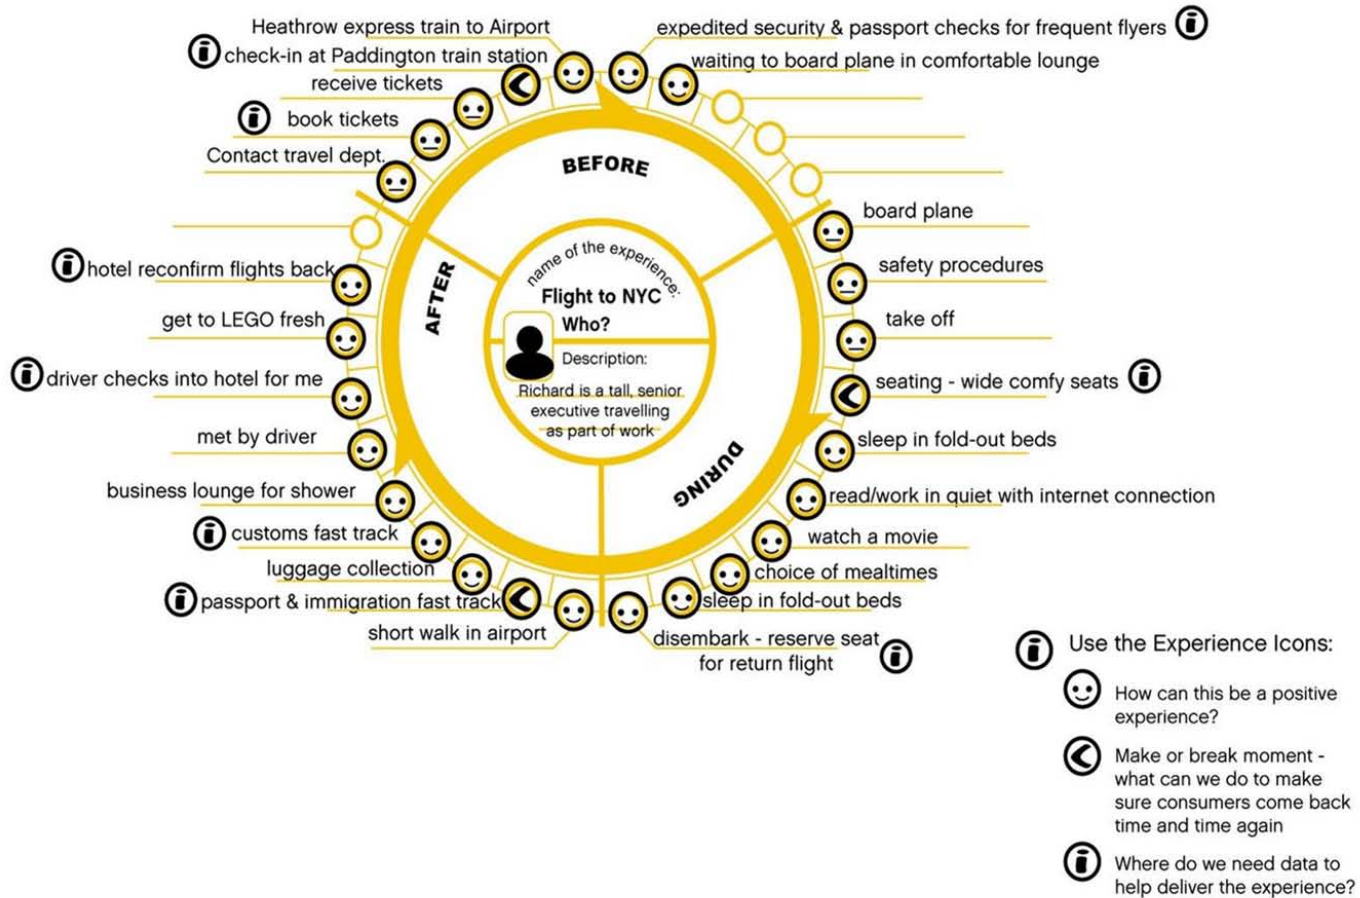 Heathrow express train to Airport
check-in at Paddington train station
receive tickets
book tickets
Contact travel dept.
expedited security & passport checks for frequent flyers
waiting to board plane in comfortable lounge
BEFORE
board plane
safety procedures
take off
seating - wide comfy seats
sleep in fold-out beds
read/work in quiet with internet connection
watch a movie
choice of mealtimes
sleep in fold-out beds
disembark - reserve seat
for return flight
DURING
hotel reconfirm flights back
get to LEGO fresh
driver checks into hotel for me
met by driver
business lounge for shower
customs fast track
luggage collection
passport & immigration fast track
short walk in airport
AFTER
name of the experience:
Flight to NYC
Who?
Description:
Richard is a tall, senior
executive travelling
as part of work
Use the Experience Icons:
How can this be a positive
experience?
Make or break moment -
what can we do to make
sure consumers come back
time and time again
Where do we need data to
help deliver the experience?